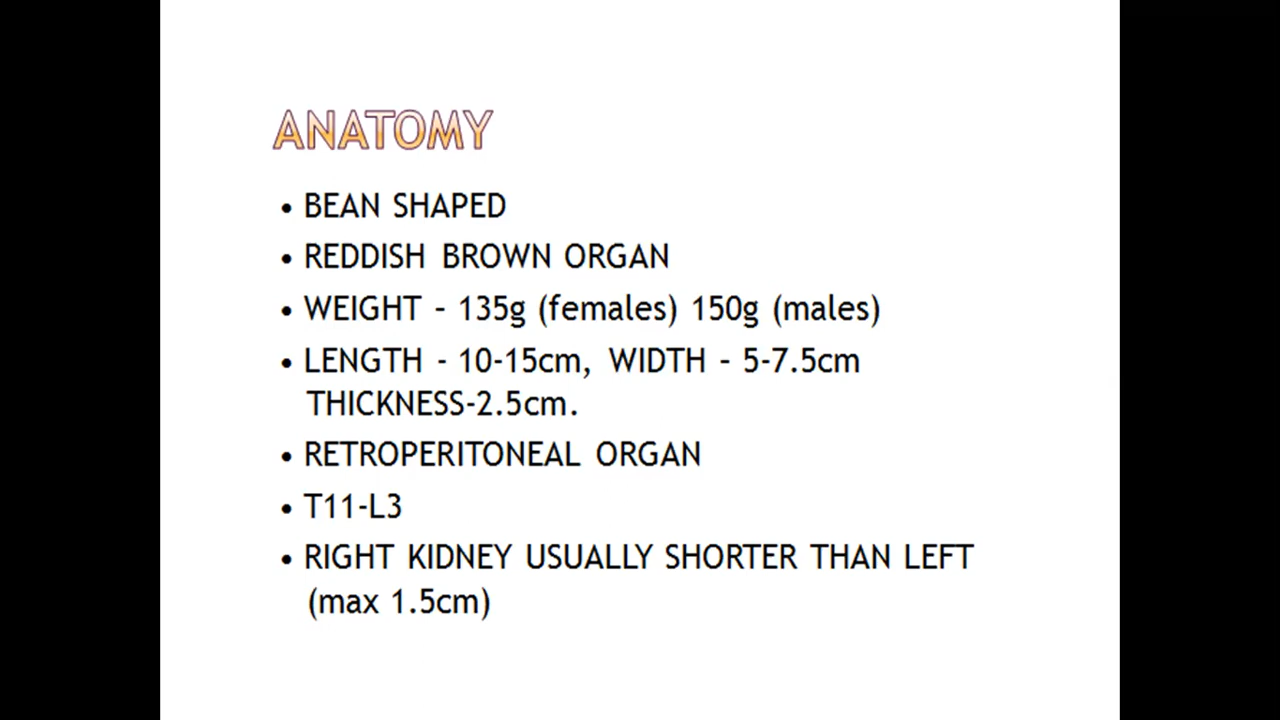 ANATOMY
• BEAN SHAPED
• REDDISH BROWN ORGAN
• WEIGHT – 135g (females) 150g (males)
• LENGTH - 10-15cm, WIDTH – 5-7.5cm
THICKNESS-2.5cm.
• RETROPERITONEAL ORGAN
• T11-L3
• RIGHT KIDNEY USUALLY SHORTER THAN LEFT
(max 1.5cm)